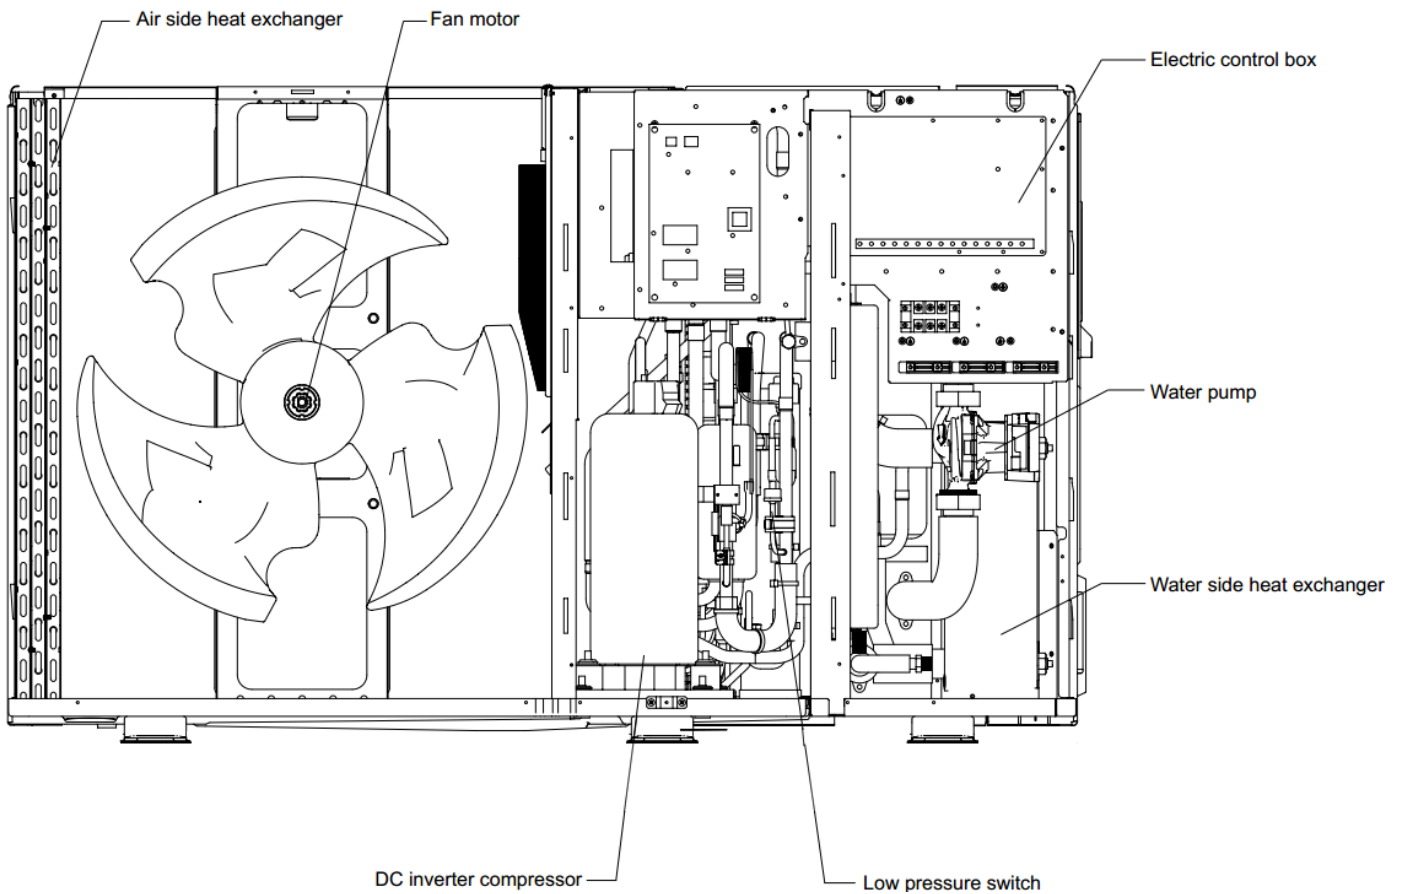 Air side heat exchanger
Fan motor
Electric control box
Water pump
Water side heat exchanger
DC inverter compressor
Low pressure switch